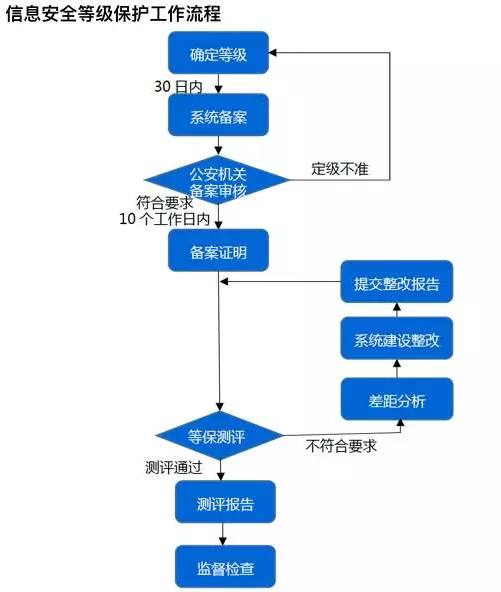 信息安全等级保护工作流程
确定等级
30日内
系统备案
公安机关
备案审核
定级不准
符合要求
10个工作日内
备案证明
提交整改报告
系统建设整改
差距分析
等保测评
不符合要求
测评通过
测评报告
监督检查